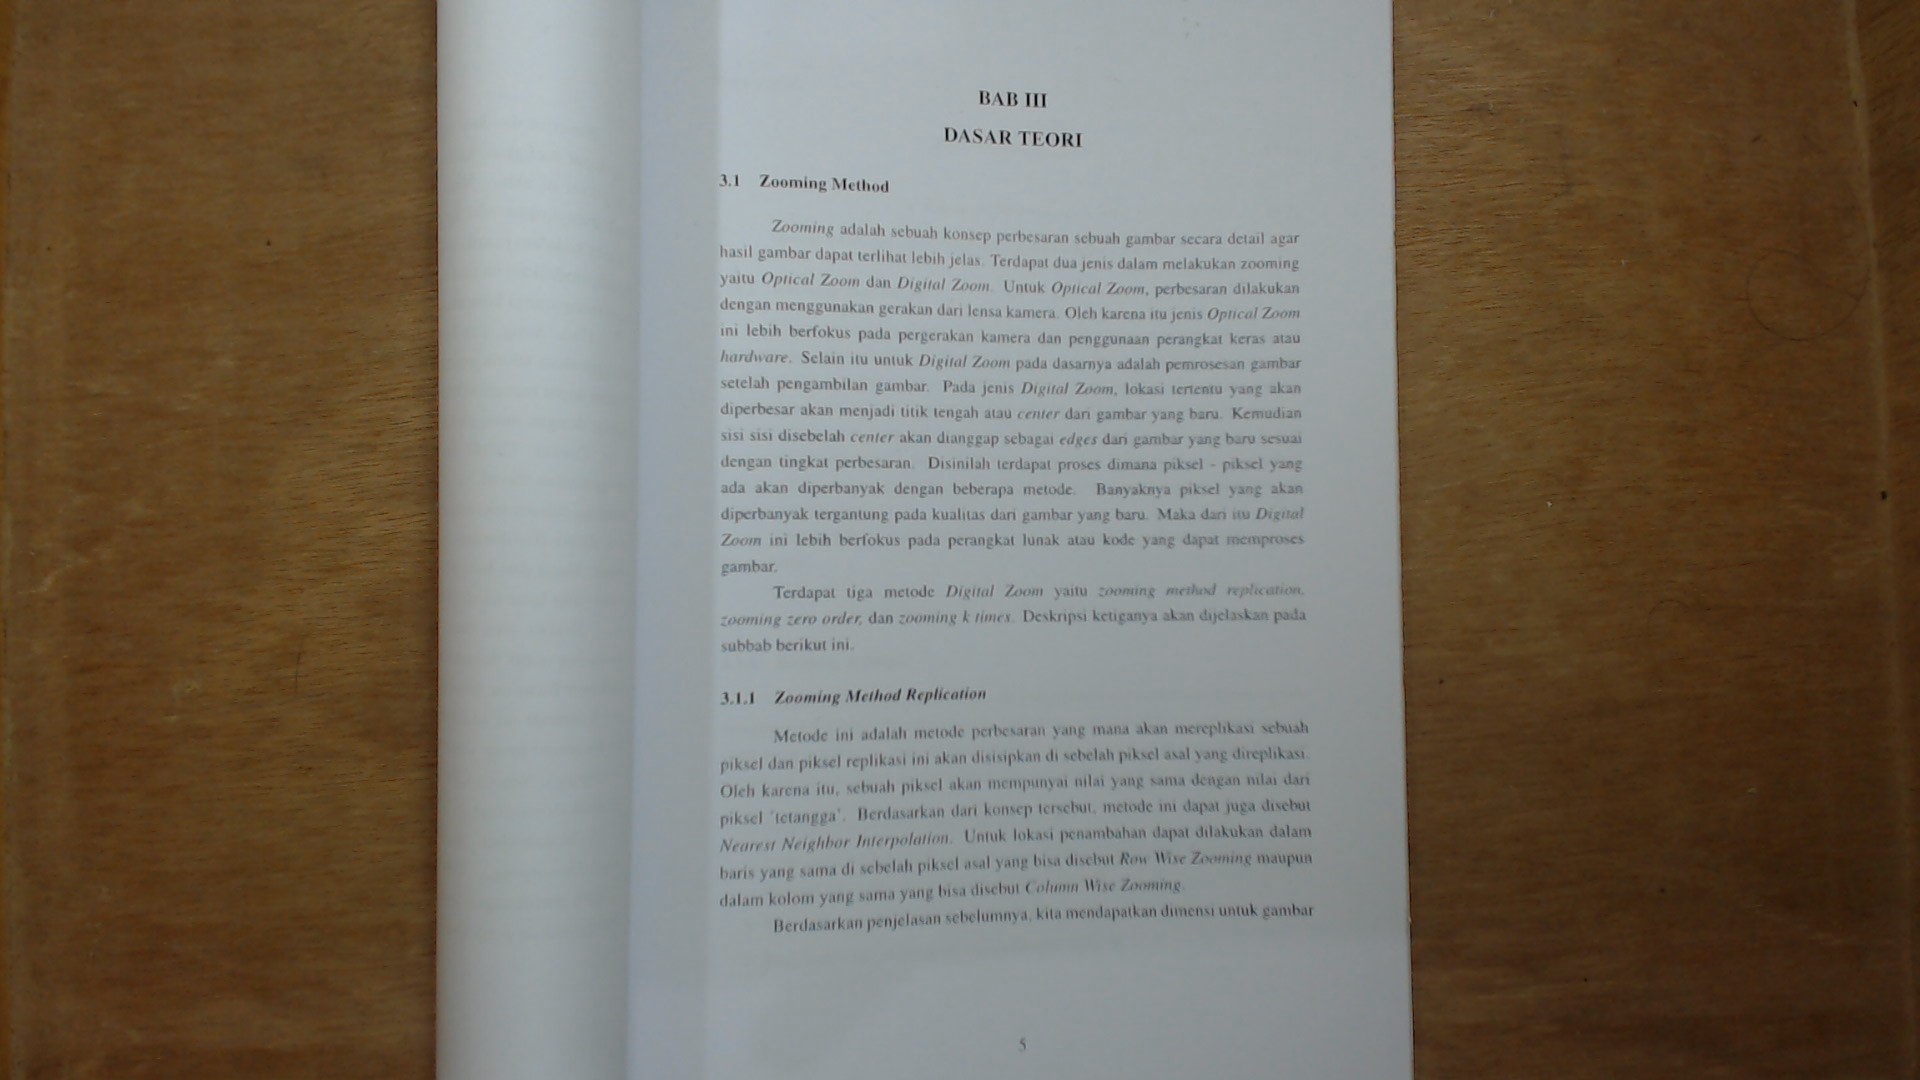 BAB III
DASAR TEORI
3.1 Zooming Method
Zooming adalah sebuah konsep perbesaran sebuah gambar secara detail agar
hasil gambar dapat terlihat lebih jelas. Terdapat dua jenis dalam melakukan zooming
yaitu Optical Zoom dan Digital Zoom. Untuk Optical Zoom, perbesaran dilakukan
dengan menggunakan gerakan dari lensa kamera. Oleh karena itu jenis Optical Zoom
ini lebih berfokus pada pergerakan kamera dan penggunaan perangkat keras atau
hardware. Selain itu untuk Digital Zoom pada dasarnya adalah pemrosesan gambar
setelah pengambilan gambar. Pada jenis Digital Zoom, lokasi tertentu yang akan
diperbesar akan menjadi titik tengah atau center dari gambar yang baru. Kemudian
sisi sisi disebelah center akan dianggap sebagai edges dari gambar yang baru sesuai
dengan tingkat perbesaran. Disinilah terdapat proses dimana piksel - piksel yang
ada akan diperbanyak dengan beberapa metode. Banyaknya piksel yang akan
diperbanyak tergantung pada kualitas dari gambar yang baru. Maka dari itu Digital
Zoom ini lebih berfokus pada perangkat lunak atau kode yang dapat memproses
gambar.
Terdapat tiga metode Digital Zoom yaitu zooming method replication,
zooming zero order, dan zooming k times. Deskripsi ketiganya akan dijelaskan pada
subbab berikut ini.
3.1.1 Zooming Method Replication
Metode ini adalah metode perbesaran yang mana akan mereplikasi sebuah
piksel dan piksel replikasi ini akan disisipkan di sebelah piksel asal yang direplikasi.
Oleh karena itu, sebuah piksel akan mempunyai nilai yang sama dengan nilai dari
piksel 'tetangga'. Berdasarkan dari konsep tersebut, metode ini dapat juga disebut
Nearest Neighbor Interpolation. Untuk lokasi penambahan dapat dilakukan dalam
baris yang sama di sebelah piksel asal yang bisa disebut Row Wise Zooming maupun
dalam kolom yang sama yang bisa disebut Column Wise Zooming.
Berdasarkan penjelasan sebelumnya, kita mendapatkan dimensi untuk gambar
5